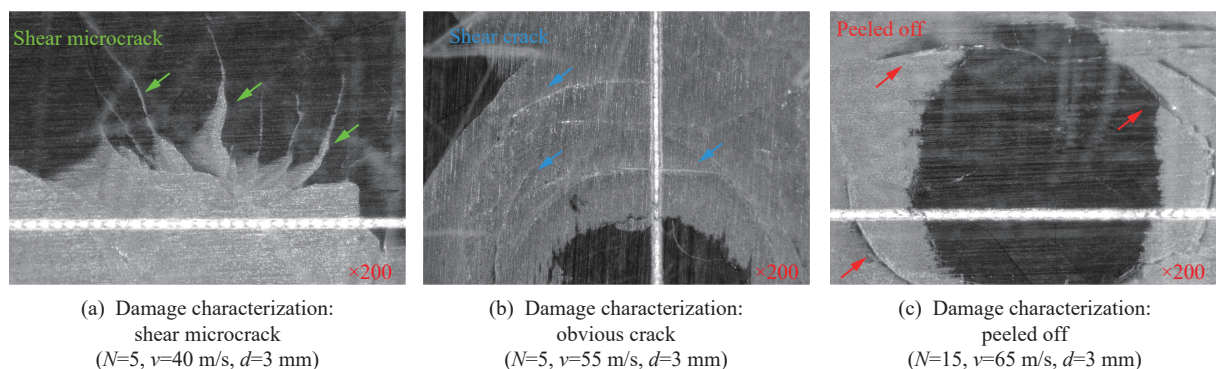 Shear microcrack
×200
Shear crack
×200
Peeled off
×200
(a) Damage characterization:
shear microcrack
(N=5, v=40 m/s, d=3 mm)
(b) Damage characterization:
obvious crack
(N=5, v=55 m/s, d=3 mm)
(c) Damage characterization:
peeled off
(N=15, v=65 m/s, d=3 mm)